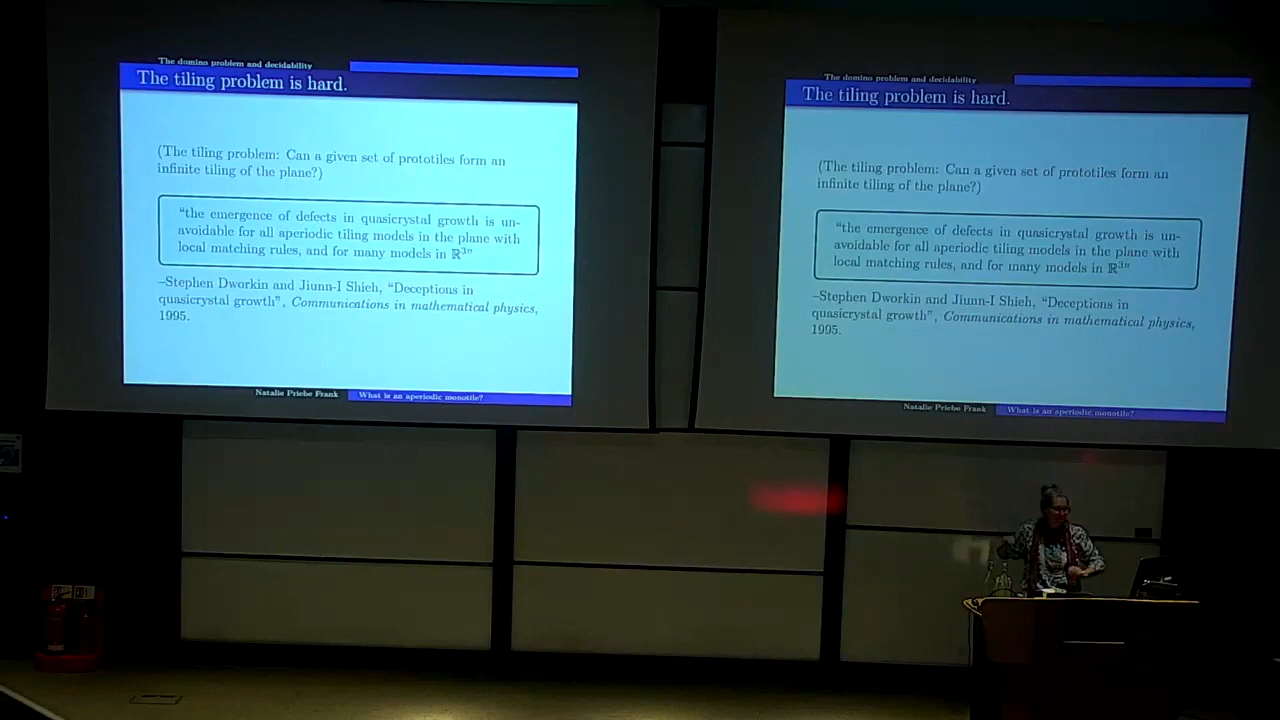 The domino problem and decidability
The tiling problem is hard.
(The tiling problem: Can a given set of prototiles form an
infinite tiling of the plane?)
"the emergence of defects in quasicrystal growth is un-
avoidable for all aperiodic tiling models in the plane with
local matching rules, and for many models in ℝ³"
–Stephen Dworkin and Jiunn-I Shieh, "Deceptions in
quasicrystal growth", Communications in mathematical physics,
1995.
Natalie Priebe Frank What is an aperiodic monotile?
The domino problem and decidability
The tiling problem is hard.
(The tiling problem: Can a given set of prototiles form an
infinite tiling of the plane?)
"the emergence of defects in quasicrystal growth is un-
avoidable for all aperiodic tiling models in the plane with
local matching rules, and for many models in ℝ³"
–Stephen Dworkin and Jiunn-I Shieh, "Deceptions in
quasicrystal growth", Communications in mathematical physics,
1995.
Natalie Priebe Frank What is an aperiodic monotile?